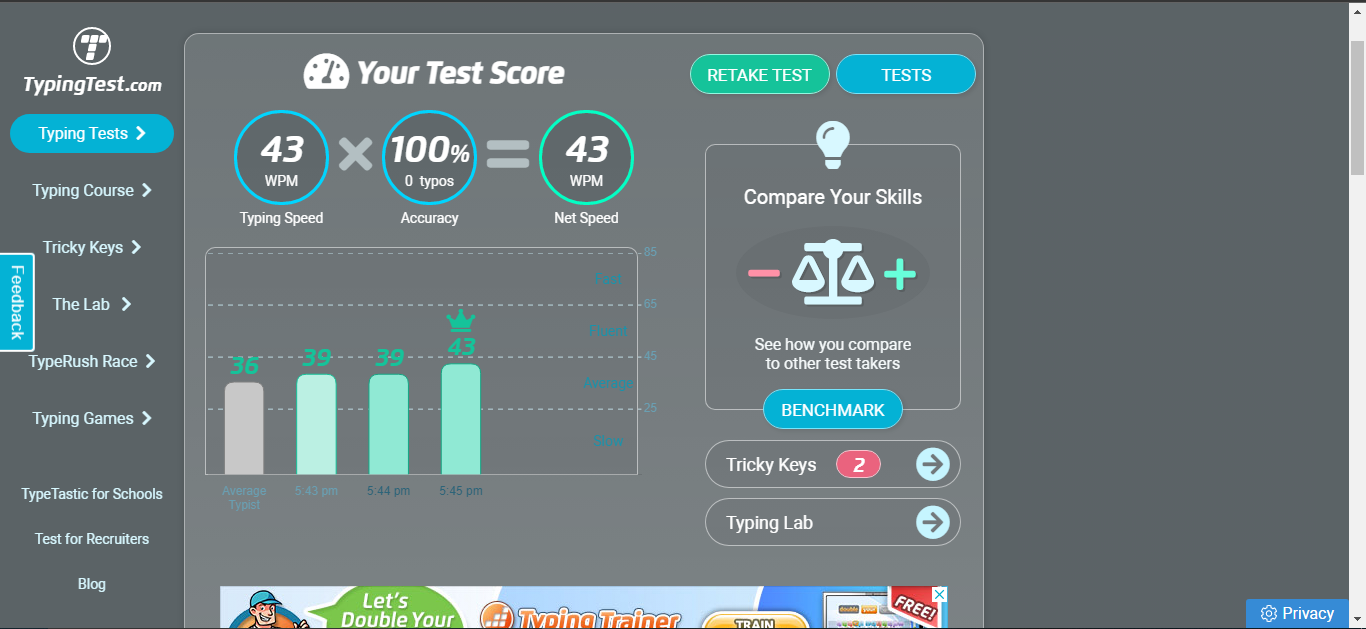 TypingTest.com
Typing Tests
Typing Course
Tricky Keys
The Lab
TypeRush Race
Typing Games
TypeTastic for Schools
Test for Recruiters
Blog
Feedback
Your Test Score
RETAKE TEST
TESTS
43
WPM
Typing Speed
100%
0 typos
Accuracy
43
WPM
Net Speed
85
Fast
65
Fluent
45
Average
25
Slow
36
39
39
43
Average
Typist
5:43 pm
5:44 pm
5:45 pm
Compare Your Skills
See how you compare
to other test takers
BENCHMARK
Tricky Keys 2
Typing Lab
Let's
Double Your
Typing Trainer
TRAIN
FREE!
Privacy